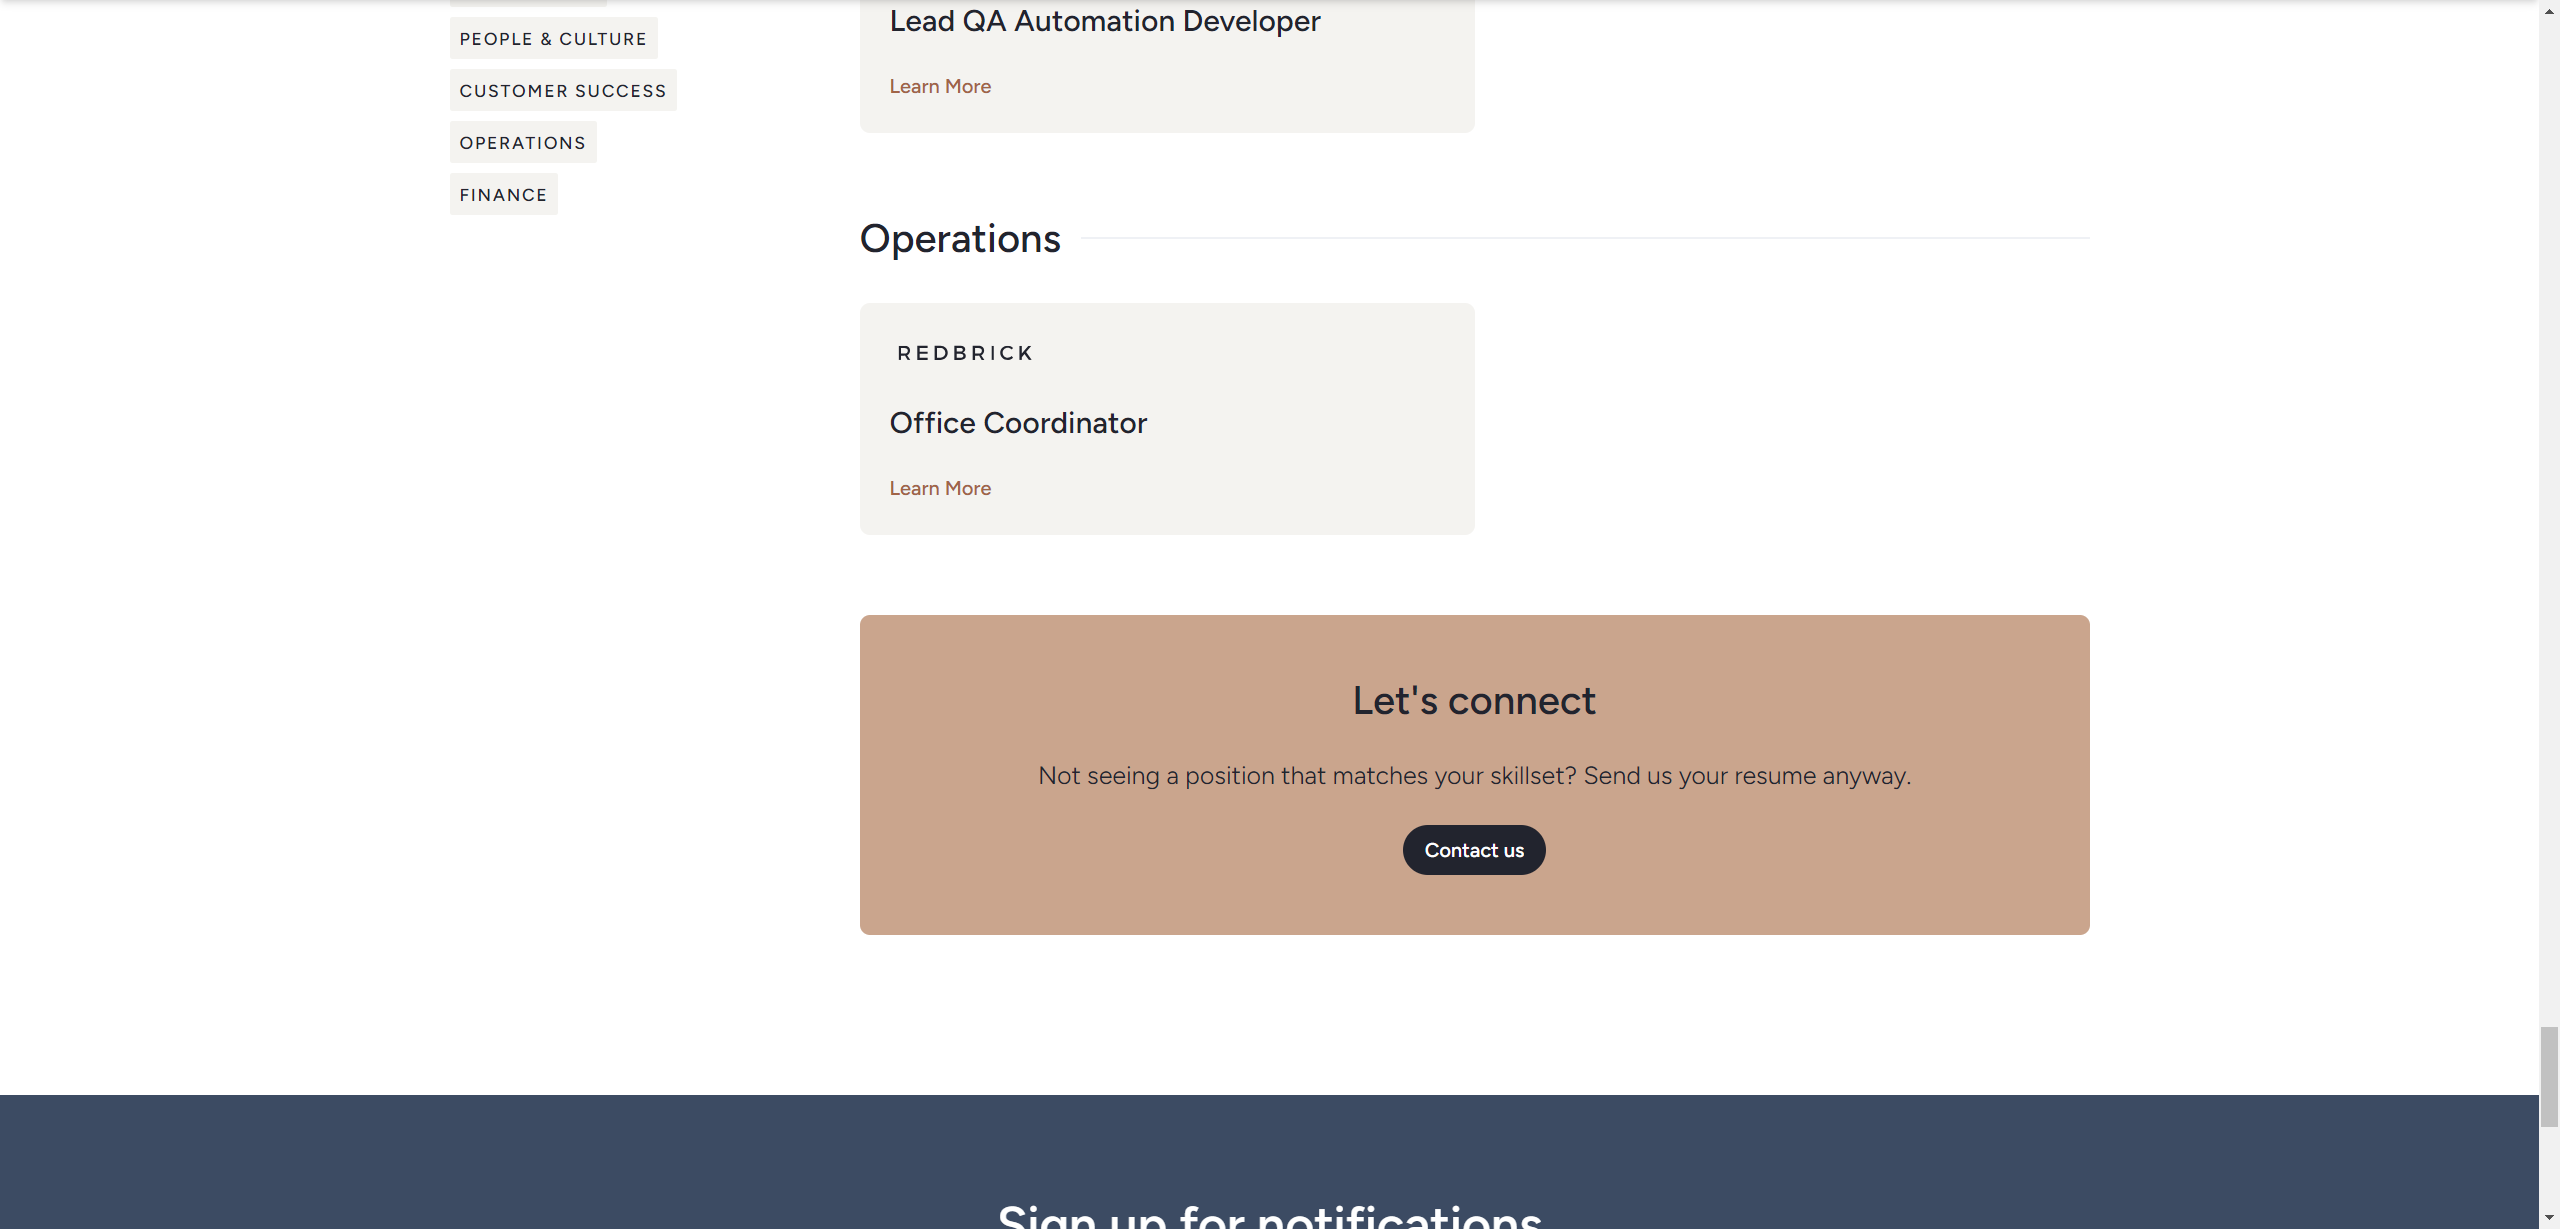 PEOPLE & CULTURE
CUSTOMER SUCCESS
OPERATIONS
FINANCE
Lead QA Automation Developer
Learn More
Operations
REDBRICK
Office Coordinator
Learn More
Let's connect
Not seeing a position that matches your skillset? Send us your resume anyway.
Contact us
Sign up for notifications